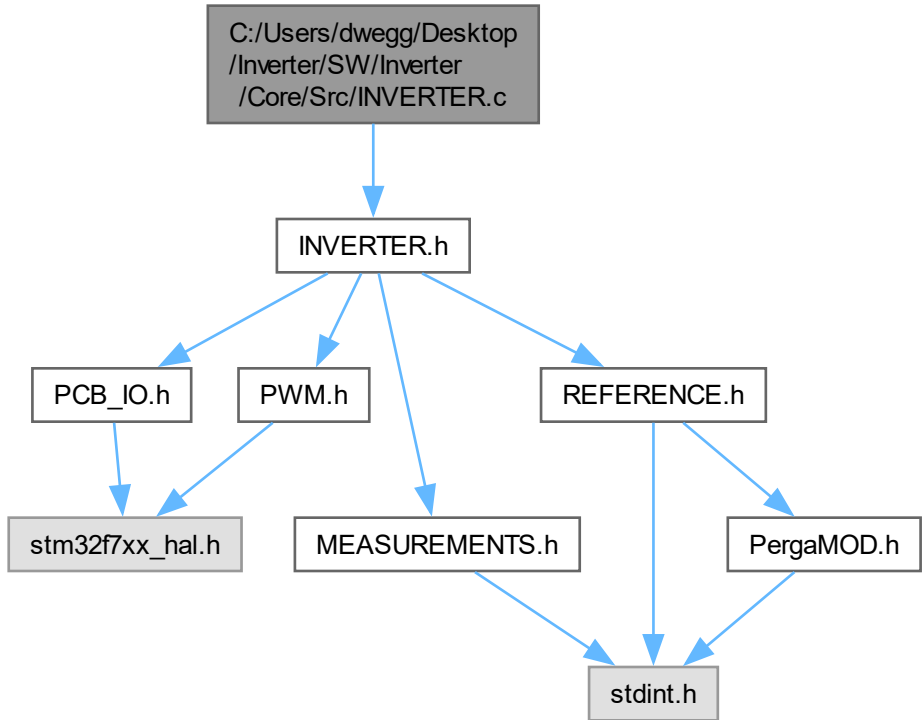 C:/Users/dwegg/Desktop
/Inverter/SW/Inverter
/Core/Src/INVERTER.c
INVERTER.h
PCB_IO.h
PWM.h
REFERENCE.h
stm32f7xx_hal.h
MEASUREMENTS.h
PergaMOD.h
stdint.h